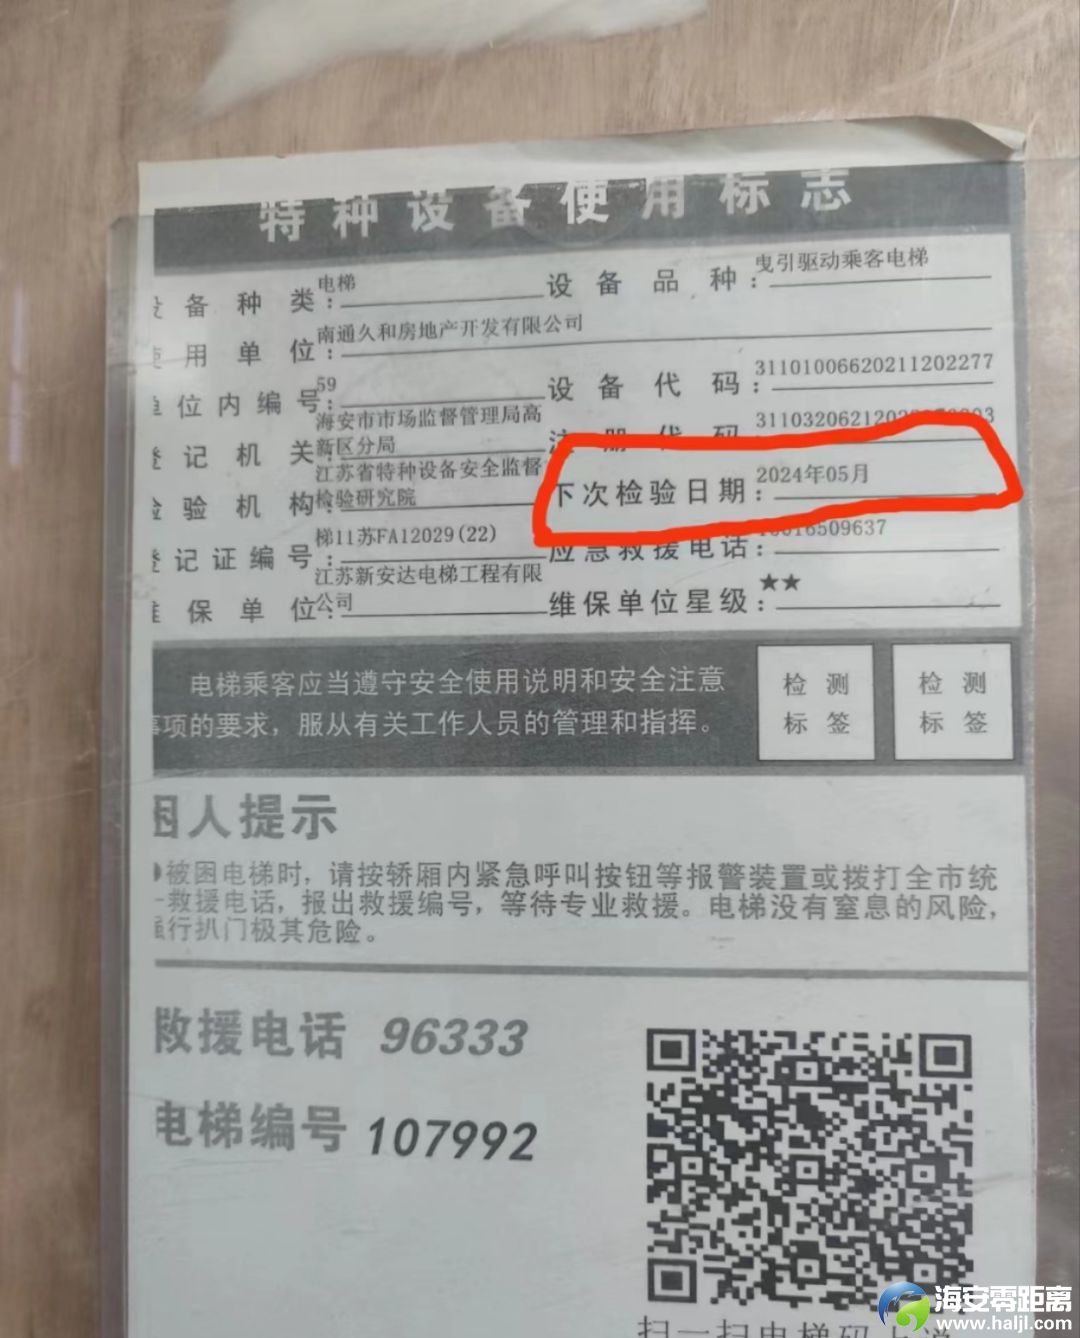 特种设备使用标志
设备种类：电梯 设备品种：曳引驱动乘客电梯
使用单位：南通久和房地产开发有限公司
单位内编号：59 设备代码：31101006620211202277
登记机关：海安市市场监督管理局高新区分局 注册代码
检验机构：江苏省特种设备安全监督检验研究院 下次检验日期：2024年05月
登记证编号：梯11苏FA12029(22) 应急救援电话：
维保单位：江苏新安达电梯工程有限公司 维保单位星级：★★
电梯乘客应当遵守安全使用说明和安全注意
事项的要求，服从有关工作人员的管理和指挥。
检测标签 检测标签
困人提示
●被困电梯时，请按轿厢内紧急呼叫按钮等报警装置或拨打全市统
一救援电话，报出救援编号，等待专业救援。电梯没有窒息的风险，
强行扒门极其危险。
救援电话 96333
电梯编号 107992
扫一扫电梯码
海安零距离
www.haijl.com